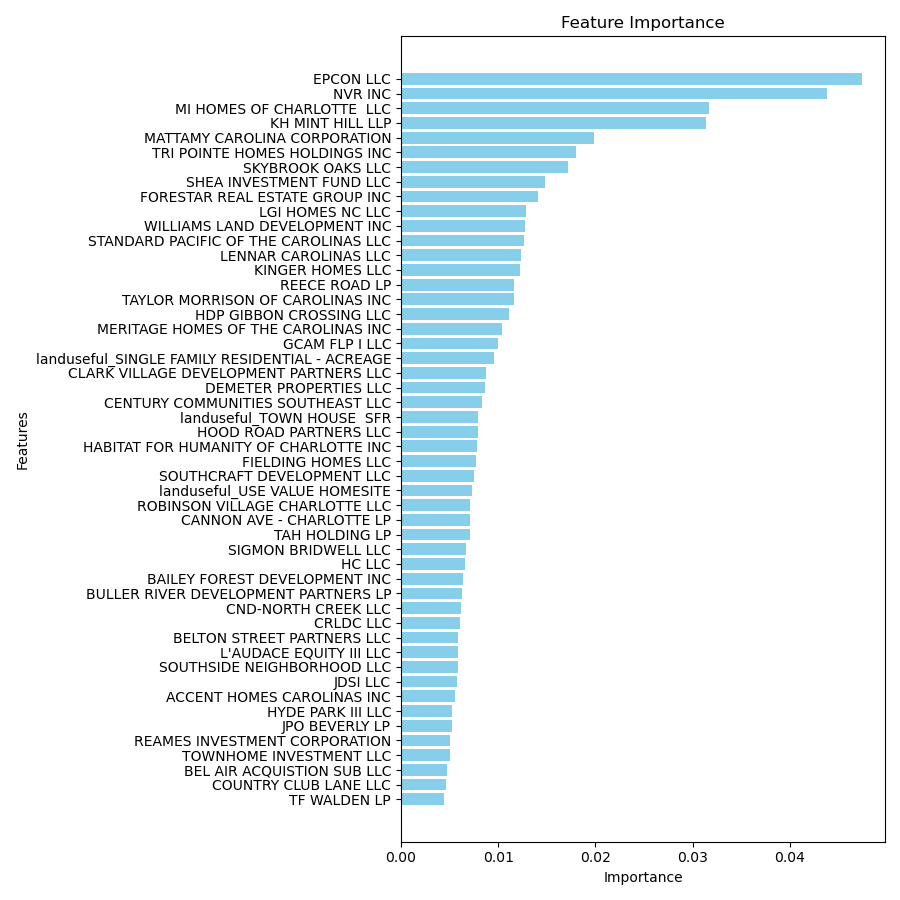 Feature Importance
EPCON LLC
NVR INC
MI HOMES OF CHARLOTTE  LLC
KH MINT HILL LLP
MATTAMY CAROLINA CORPORATION
TRI POINTE HOMES HOLDINGS INC
SKYBROOK OAKS LLC
SHEA INVESTMENT FUND LLC
FORESTAR REAL ESTATE GROUP INC
LGI HOMES NC LLC
WILLIAMS LAND DEVELOPMENT INC
STANDARD PACIFIC OF THE CAROLINAS LLC
LENNAR CAROLINAS LLC
KINGER HOMES LLC
REECE ROAD LP
TAYLOR MORRISON OF CAROLINAS INC
HDP GIBBON CROSSING LLC
MERITAGE HOMES OF THE CAROLINAS INC
GCAM FLP I LLC
landuseful_SINGLE FAMILY RESIDENTIAL - ACREAGE
CLARK VILLAGE DEVELOPMENT PARTNERS LLC
DEMETER PROPERTIES LLC
CENTURY COMMUNITIES SOUTHEAST LLC
landuseful_TOWN HOUSE  SFR
HOOD ROAD PARTNERS LLC
HABITAT FOR HUMANITY OF CHARLOTTE INC
FIELDING HOMES LLC
SOUTHCRAFT DEVELOPMENT LLC
landuseful_USE VALUE HOMESITE
ROBINSON VILLAGE CHARLOTTE LLC
CANNON AVE - CHARLOTTE LP
TAH HOLDING LP
SIGMON BRIDWELL LLC
HC LLC
BAILEY FOREST DEVELOPMENT INC
BULLER RIVER DEVELOPMENT PARTNERS LP
CND-NORTH CREEK LLC
CRLDC LLC
BELTON STREET PARTNERS LLC
L'AUDACE EQUITY III LLC
SOUTHSIDE NEIGHBORHOOD LLC
JDSI LLC
ACCENT HOMES CAROLINAS INC
HYDE PARK III LLC
JPO BEVERLY LP
REAMES INVESTMENT CORPORATION
TOWNHOME INVESTMENT LLC
BEL AIR ACQUISTION SUB LLC
COUNTRY CLUB LANE LLC
TF WALDEN LP
Features
0.00 0.01 0.02 0.03 0.04
Importance